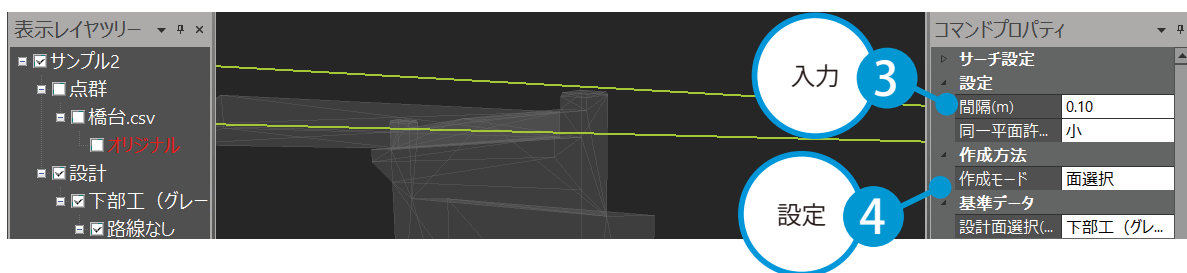 表示レイヤツリー
サンプル2
点群
橋台.csv
オリジナル
設計
下部工（グレー
路線なし
入力
3
設定
4
コマンドプロパティ
サーチ設定
設定
間隔(m) 0.10
同一平面許... 小
作成方法
作成モード 面選択
基準データ
設計面選択(... 下部工（グレ...